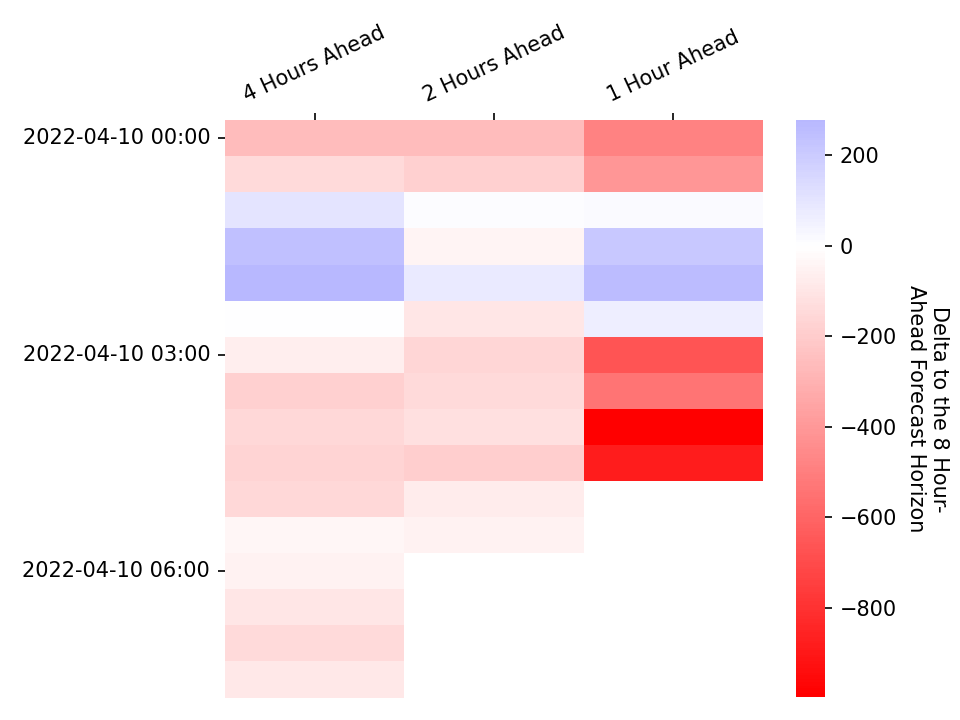 4 Hours Ahead
2 Hours Ahead
1 Hour Ahead
2022-04-10 00:00
2022-04-10 03:00
2022-04-10 06:00
200
0
−200
−400
−600
−800
Delta to the 8 Hour-
Ahead Forecast Horizon